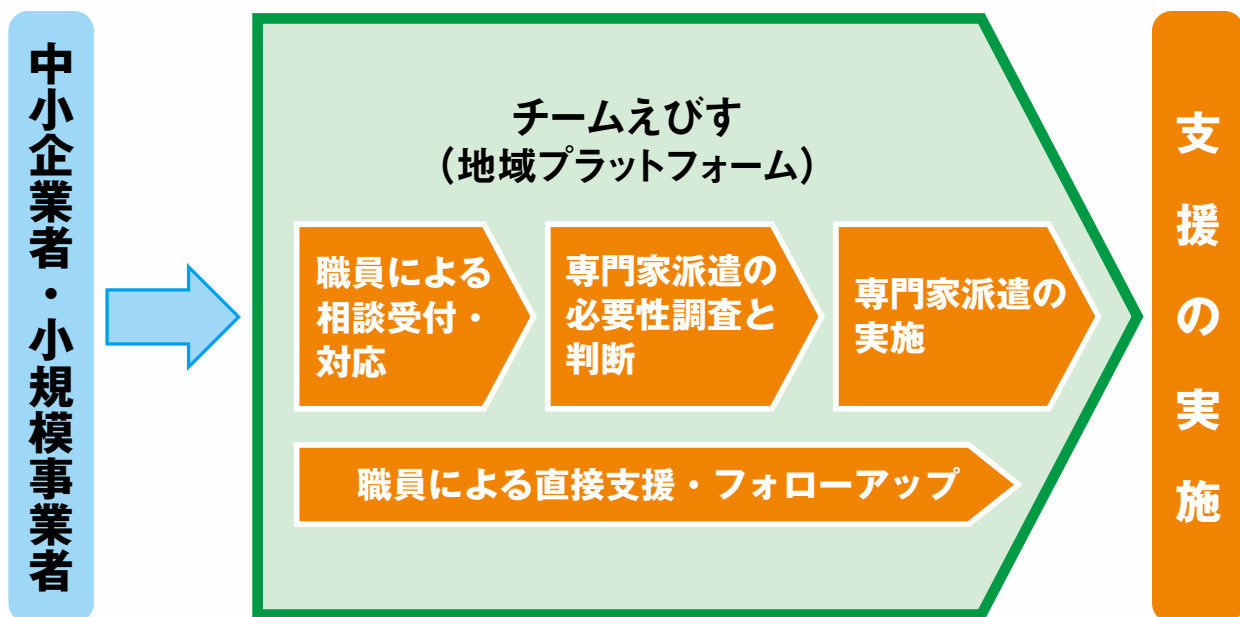 中小企業者・小規模事業者
チームえびす
（地域プラットフォーム）
職員による
相談受付・
対応
専門家派遣の
必要性調査と
判断
専門家派遣の
実施
職員による直接支援・フォローアップ
支援の実施